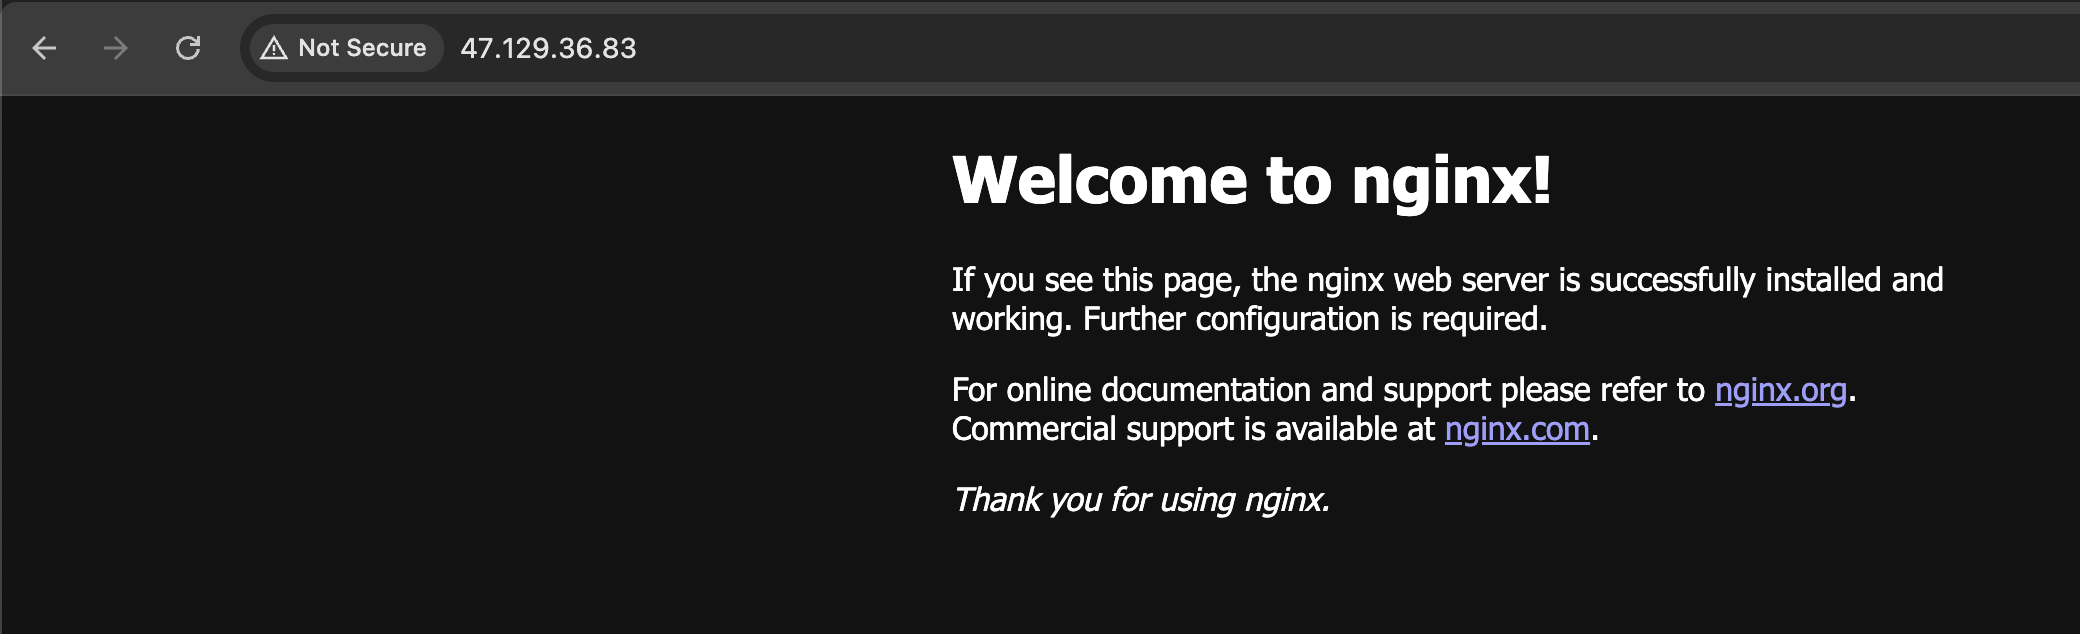 Not Secure 47.129.36.83
Welcome to nginx!
If you see this page, the nginx web server is successfully installed and
working. Further configuration is required.
For online documentation and support please refer to nginx.org.
Commercial support is available at nginx.com.
Thank you for using nginx.